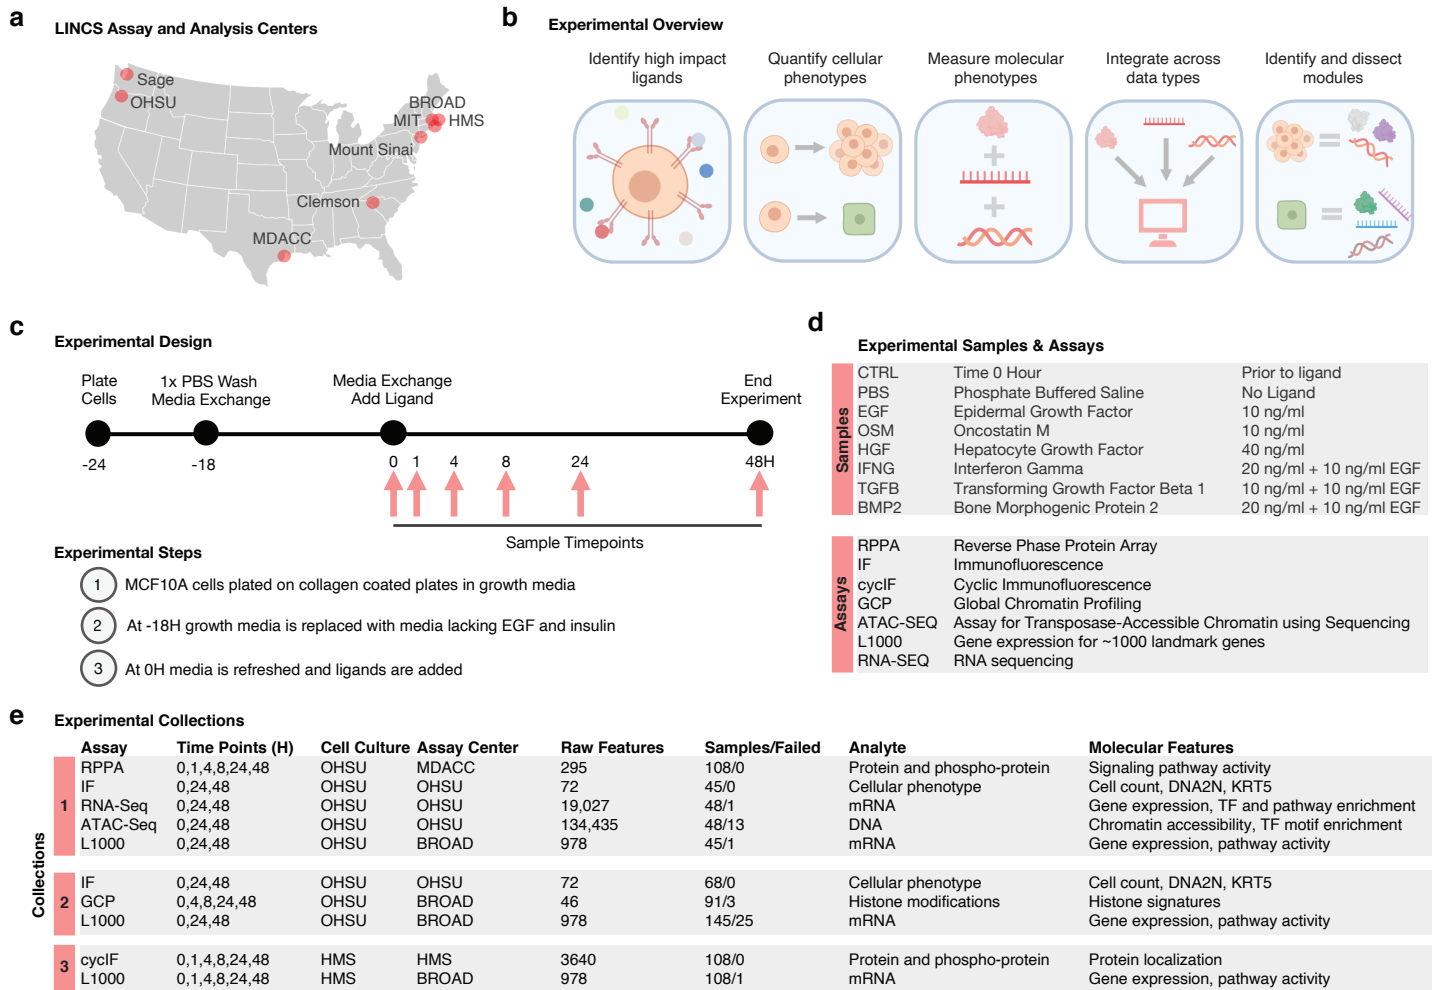 a
LINCS Assay and Analysis Centers
Sage
OHSU
BROAD
MIT
HMS
Mount Sinai
Clemson
MDACC
b
Experimental Overview
Identify high impact
ligands
Quantify cellular
phenotypes
Measure molecular
phenotypes
Integrate across
data types
Identify and dissect
modules
c
Experimental Design
Plate
Cells
1x PBS Wash
Media Exchange
Media Exchange
Add Ligand
End
Experiment
-24
-18
0 1 4 8 24 48H
Sample Timepoints
Experimental Steps
1 MCF10A cells plated on collagen coated plates in growth media
2 At -18H growth media is replaced with media lacking EGF and insulin
3 At 0H media is refreshed and ligands are added
d
Experimental Samples & Assays
Samples
CTRL Time 0 Hour Prior to ligand
PBS Phosphate Buffered Saline No Ligand
EGF Epidermal Growth Factor 10 ng/ml
OSM Oncostatin M 10 ng/ml
HGF Hepatocyte Growth Factor 40 ng/ml
IFNG Interferon Gamma 20 ng/ml + 10 ng/ml EGF
TGFB Transforming Growth Factor Beta 1 10 ng/ml + 10 ng/ml EGF
BMP2 Bone Morphogenic Protein 2 20 ng/ml + 10 ng/ml EGF
Assays
RPPA Reverse Phase Protein Array
IF Immunofluorescence
cycIF Cyclic Immunofluorescence
GCP Global Chromatin Profiling
ATAC-SEQ Assay for Transposase-Accessible Chromatin using Sequencing
L1000 Gene expression for ~1000 landmark genes
RNA-SEQ RNA sequencing
e
Experimental Collections
Assay Time Points (H) Cell Culture Assay Center Raw Features Samples/Failed Analyte Molecular Features
Collections
1
RPPA 0,1,4,8,24,48 OHSU MDACC 295 108/0 Protein and phospho-protein Signaling pathway activity
IF 0,24,48 OHSU OHSU 72 45/0 Cellular phenotype Cell count, DNA2N, KRT5
RNA-Seq 0,24,48 OHSU OHSU 19,027 48/1 mRNA Gene expression, TF and pathway enrichment
ATAC-Seq 0,24,48 OHSU OHSU 134,435 48/13 DNA Chromatin accessibility, TF motif enrichment
L1000 0,24,48 OHSU BROAD 978 45/1 mRNA Gene expression, pathway activity
2
IF 0,24,48 OHSU OHSU 72 68/0 Cellular phenotype Cell count, DNA2N, KRT5
GCP 0,4,8,24,48 OHSU BROAD 46 91/3 Histone modifications Histone signatures
L1000 0,24,48 OHSU BROAD 978 145/25 mRNA Gene expression, pathway activity
3
cycIF 0,1,4,8,24,48 HMS HMS 3640 108/0 Protein and phospho-protein Protein localization
L1000 0,1,4,8,24,48 HMS BROAD 978 108/1 mRNA Gene expression, pathway activity